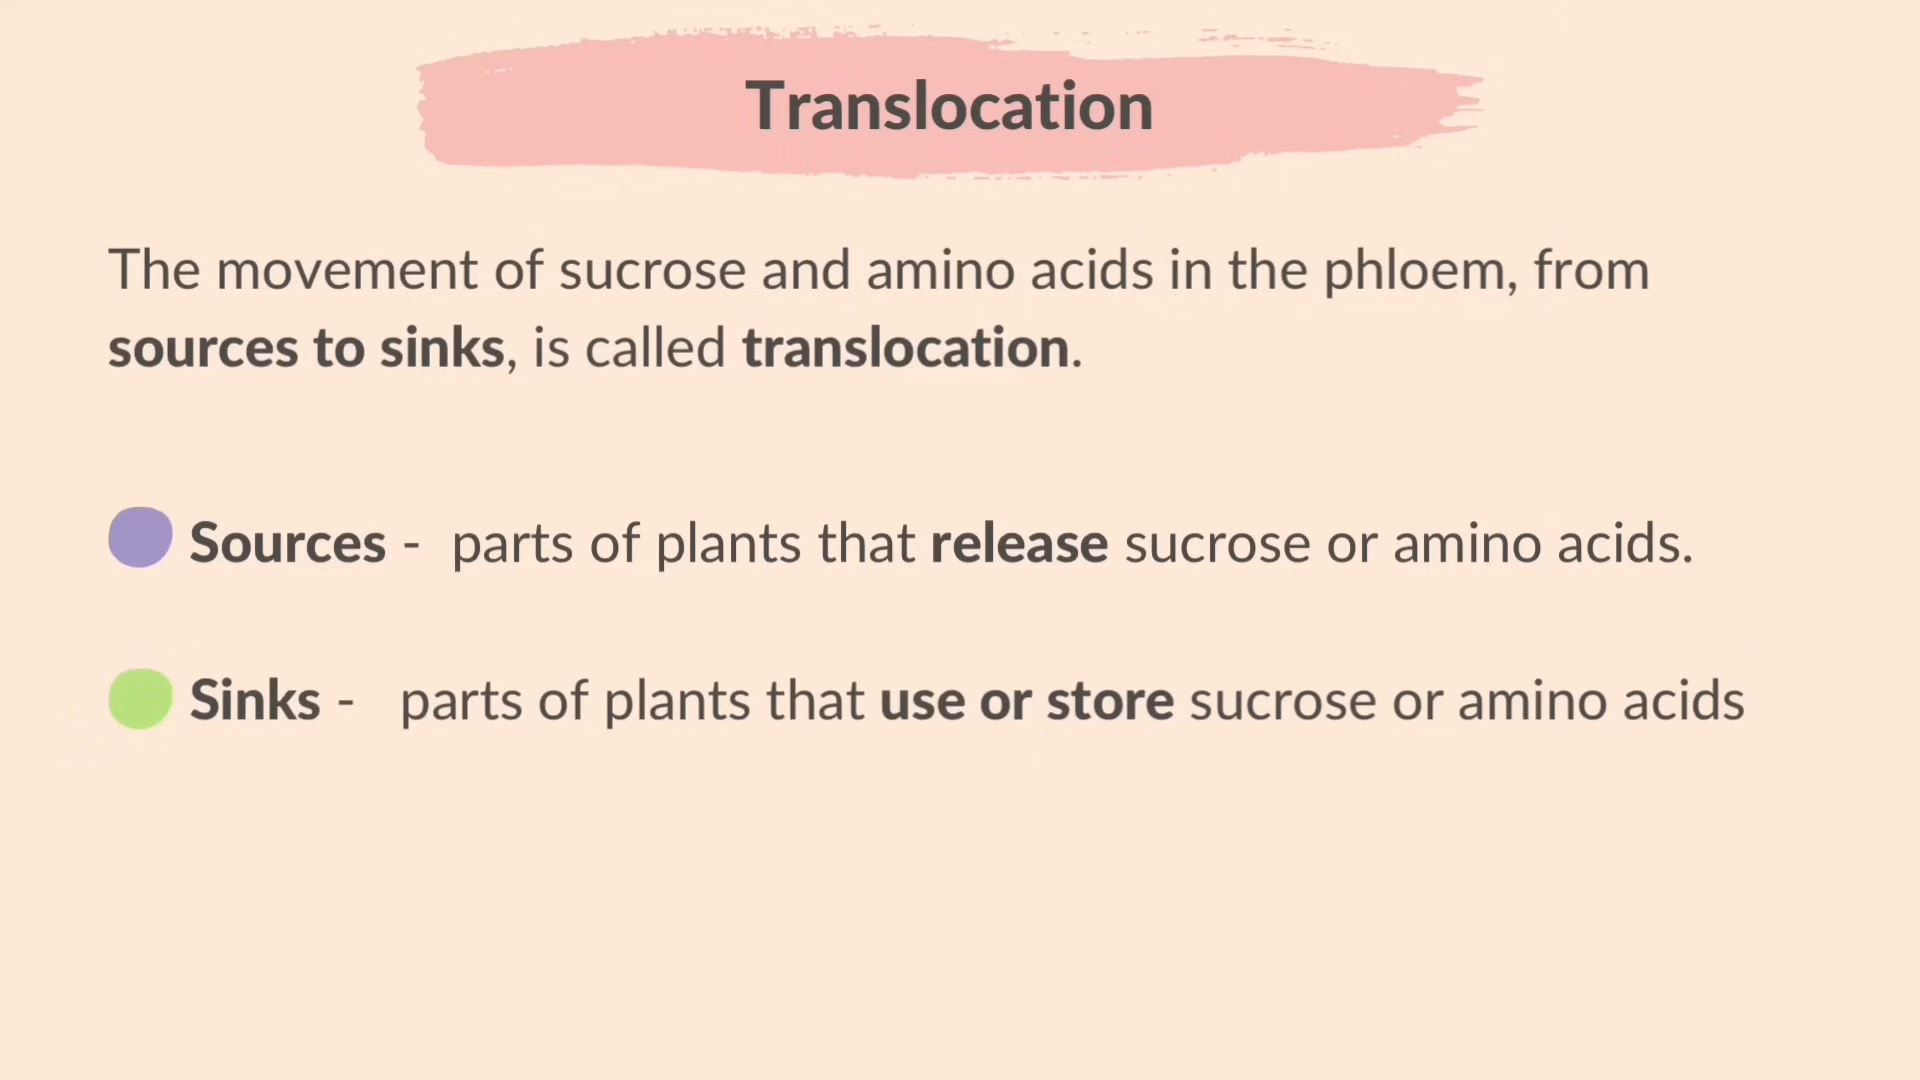 Translocation
The movement of sucrose and amino acids in the phloem, from
sources to sinks, is called translocation.
Sources - parts of plants that release sucrose or amino acids.
Sinks - parts of plants that use or store sucrose or amino acids